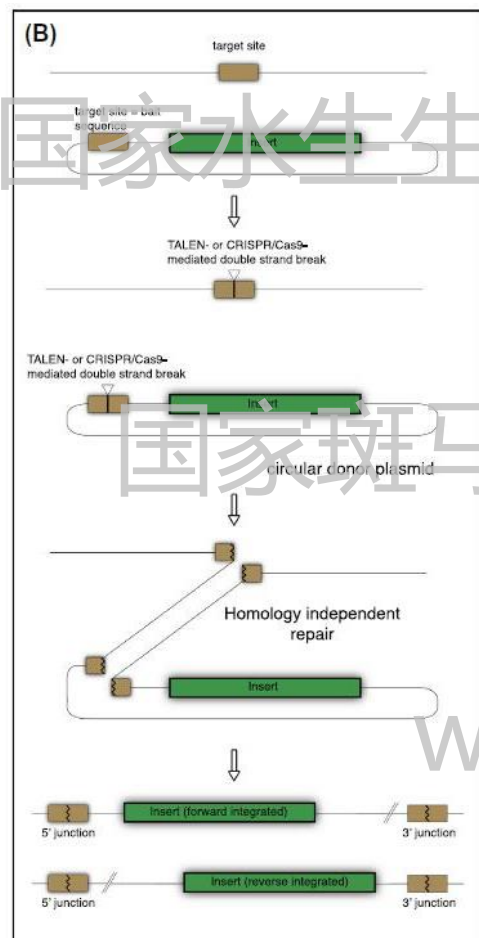 (B)
target site
target site = bait
sequence
Insert
国家水生生
TALEN- or CRISPR/Cas9-
mediated double strand break
TALEN- or CRISPR/Cas9-
mediated double strand break
Insert
国家斑马
circular donor plasmid
Homology independent
repair
Insert
W
Insert (forward integrated)
5' junction
3' junction
Insert (reverse integrated)
5' junction
3' junction